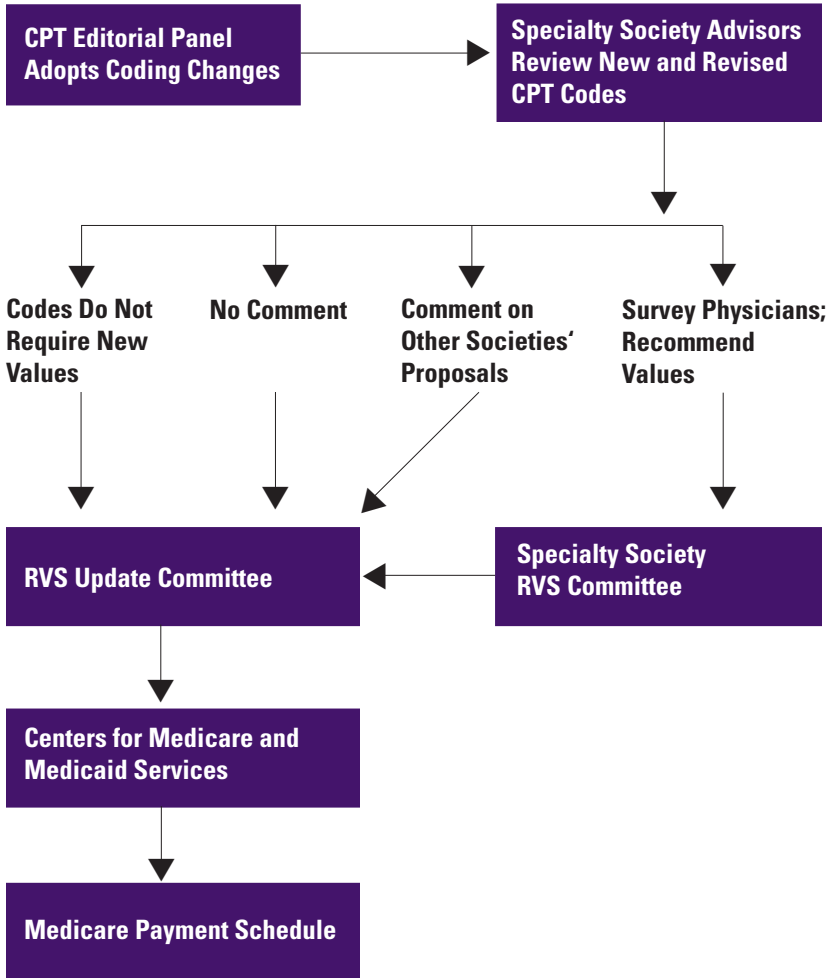 CPT Editorial Panel
Adopts Coding Changes
Specialty Society Advisors
Review New and Revised
CPT Codes
Codes Do Not
Require New
Values
No Comment
Comment on
Other Societies‘
Proposals
Survey Physicians;
Recommend
Values
RVS Update Committee
Specialty Society
RVS Committee
Centers for Medicare and
Medicaid Services
Medicare Payment Schedule